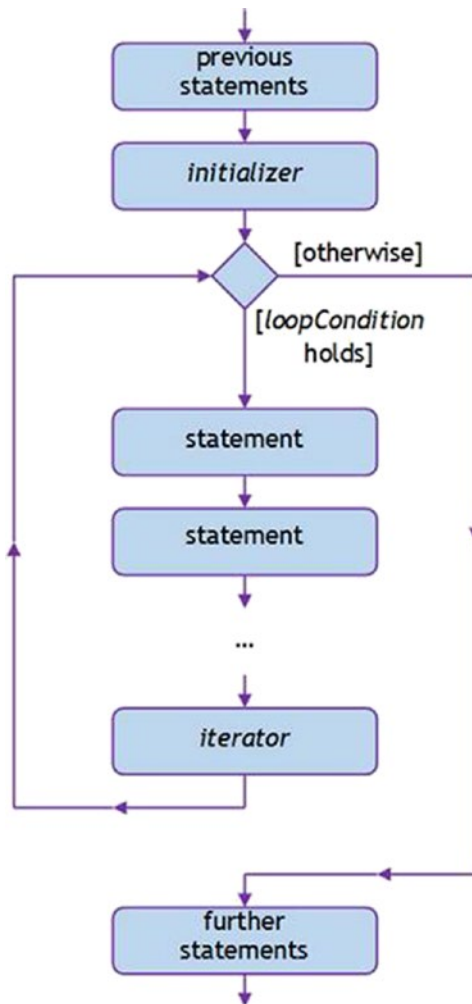 previous
statements
initializer
[otherwise]
[loopCondition
holds]
statement
statement
...
iterator
further
statements